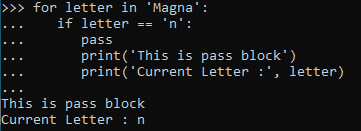 >>> for letter in 'Magna':
...     if letter == 'n':
...         pass
...         print('This is pass block')
...         print('Current Letter :', letter)
...
This is pass block
Current Letter : n